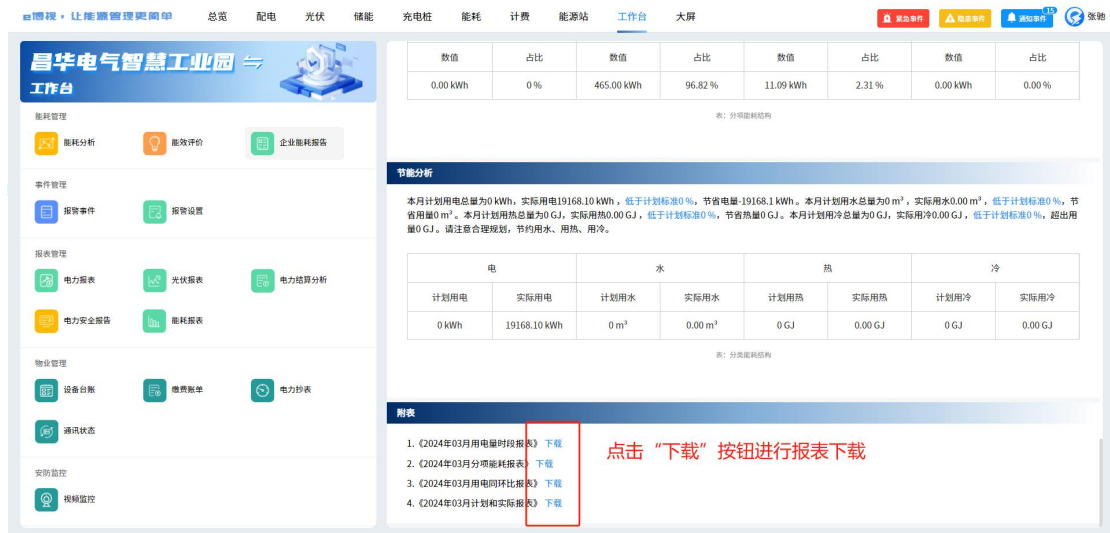 e博视·让能源管理更简单
总览 配电 光伏 储能 充电桩 能耗 计费 能源站 工作台 大屏
紧急事件 隐患事件 通知事件 15 张驰
昌华电气智慧工业园
工作台
能耗管理
能耗分析 能效评价 企业能耗报告
事件管理
报警事件 报警设置
报表管理
电力报表 光伏报表 电力结算分析
电力安全报告 能耗报表
物业管理
设备台账 缴费账单 电力抄表
通讯状态
安防监控
视频监控
数值 占比 数值 占比 数值 占比 数值 占比
0.00 kWh 0 % 465.00 kWh 96.82 % 11.09 kWh 2.31 % 0.00 kWh 0.00 %
表：分项能耗结构
节能分析
本月计划用电总量为0 kWh，实际用电19168.10 kWh，低于计划标准0 %，节省电量-19168.1 kWh。本月计划用水总量为0 m³，实际用水0.00 m³，低于计划标准0 %，节
省用量0 m³。本月计划用热总量为0 GJ，实际用热0.00 GJ，低于计划标准0 %，节省热量0 GJ。本月计划用冷总量为0 GJ，实际用冷0.00 GJ，低于计划标准0 %，超出用
量0 GJ。请注意合理规划，节约用水、用热、用冷。
电 水 热 冷
计划用电 实际用电 计划用水 实际用水 计划用热 实际用热 计划用冷 实际用冷
0 kWh 19168.10 kWh 0 m³ 0.00 m³ 0 GJ 0.00 GJ 0 GJ 0.00 GJ
表：分类能耗结构
附表
1.《2024年03月用电量时段报表》 下载
2.《2024年03月分项能耗报表》 下载
3.《2024年03月用电同环比报表》 下载
4.《2024年03月计划和实际报表》 下载
点击“下载”按钮进行报表下载